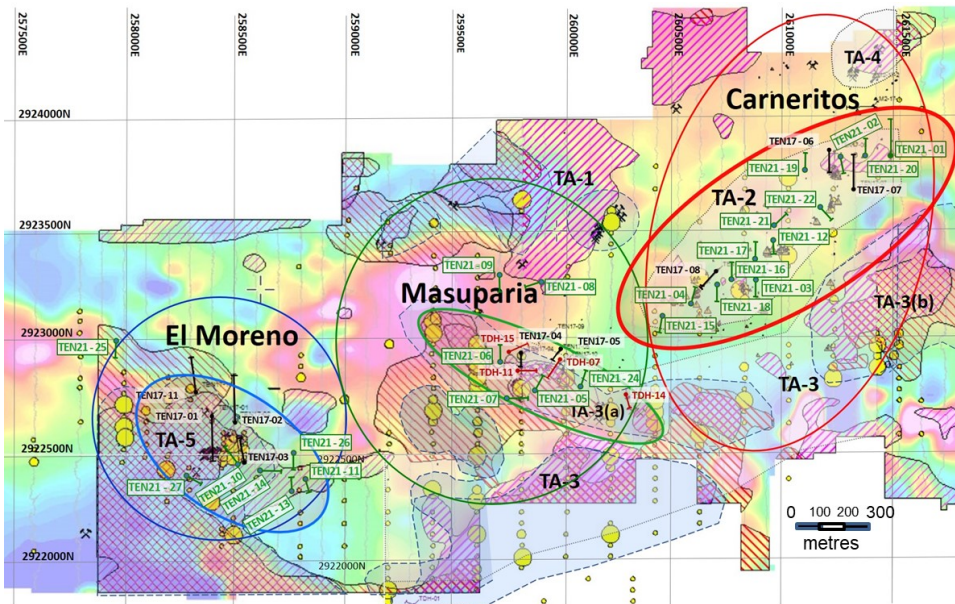 257500E
258000E
258500E
259000E
259500E
260000E
260500E
261000E
261500E
2924000N
2923500N
2923000N
2922500N
2922000N
2922500N
2922000N
TA-4
Carneritos
TEN17 - 06
TEN21 - 02
TEN21 - 01
TEN21 - 19
TEN21 - 20
TEN17 - 07
TA-1
TA-2
TEN21 - 22
TEN21 - 21
TEN21 - 12
TEN21 - 17
TEN17 - 08
TEN21 - 16
TEN21 - 09
TEN21 - 08
TEN21 - 03
TEN21 - 04
TEN21 - 18
TEN21 - 15
TA-3(b)
Masuparia
El Moreno
TEN17-04
TEN17-05
TDH-15
TEN21 - 06
TDH-11
TDH-07
TEN21 - 25
TEN21 - 24
TEN21 - 07
TEN21 - 05
TDH-14
TA-3(a)
TA-3
TEN17-11
TEN17-01
TEN17-02
TA-5
TEN21 - 26
TEN17-03
TEN21 - 10
TEN21 - 14
TEN21 - 11
TEN21 - 27
TEN21 - 13
TA-3
0 100 200 300
metres
TDH-01